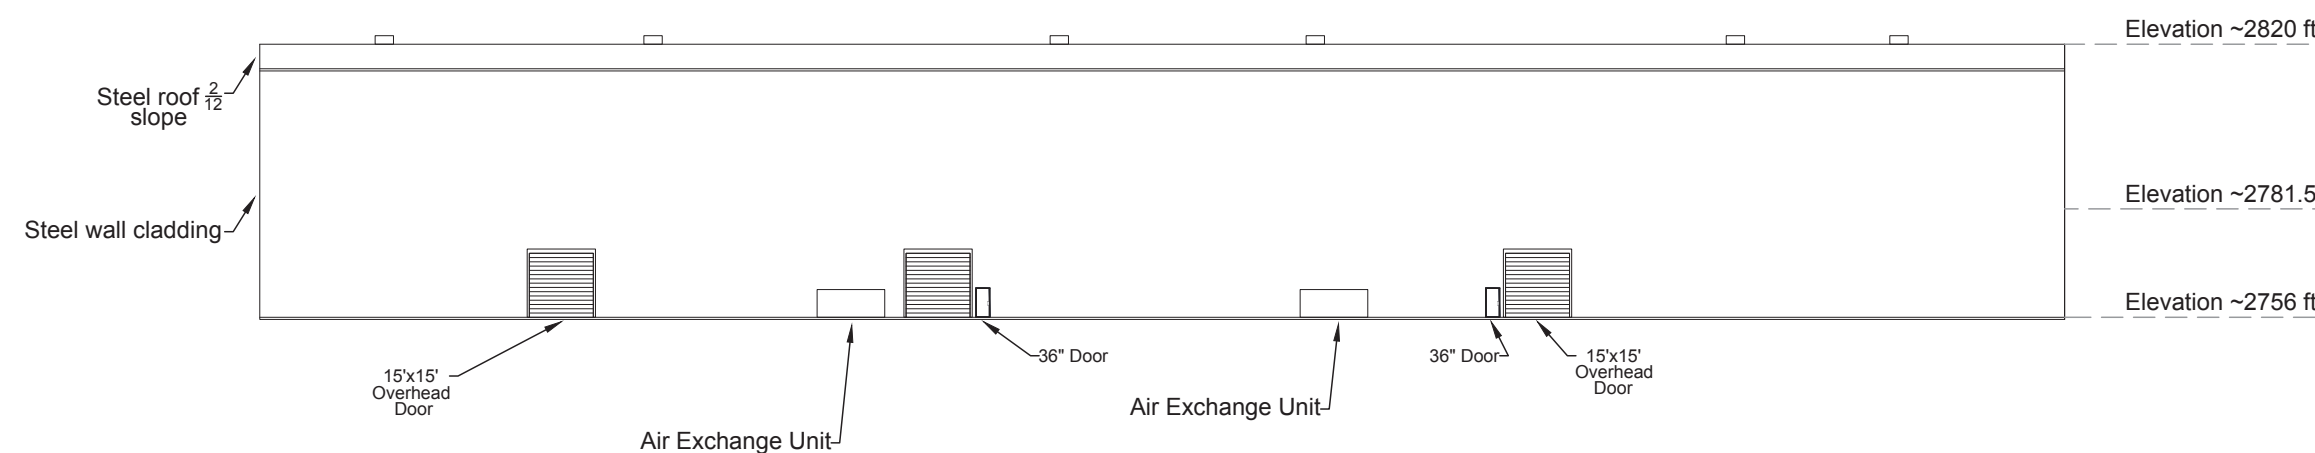 Elevation ~2820 ft
Steel roof 2/12
slope
Elevation ~2781.5
Steel wall cladding
Elevation ~2756 ft
36" Door
36" Door
15'x15'
Overhead
Door
15'x15'
Overhead
Door
Air Exchange Unit
Air Exchange Unit